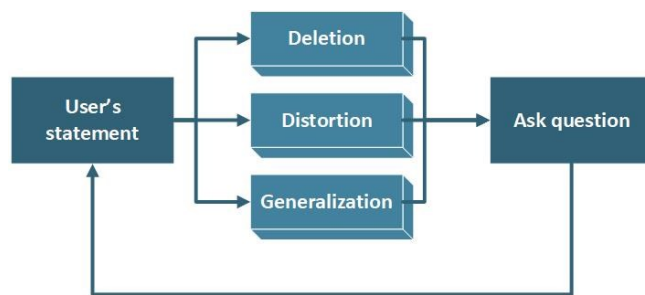 User's
statement
Deletion
Distortion
Generalization
Ask question